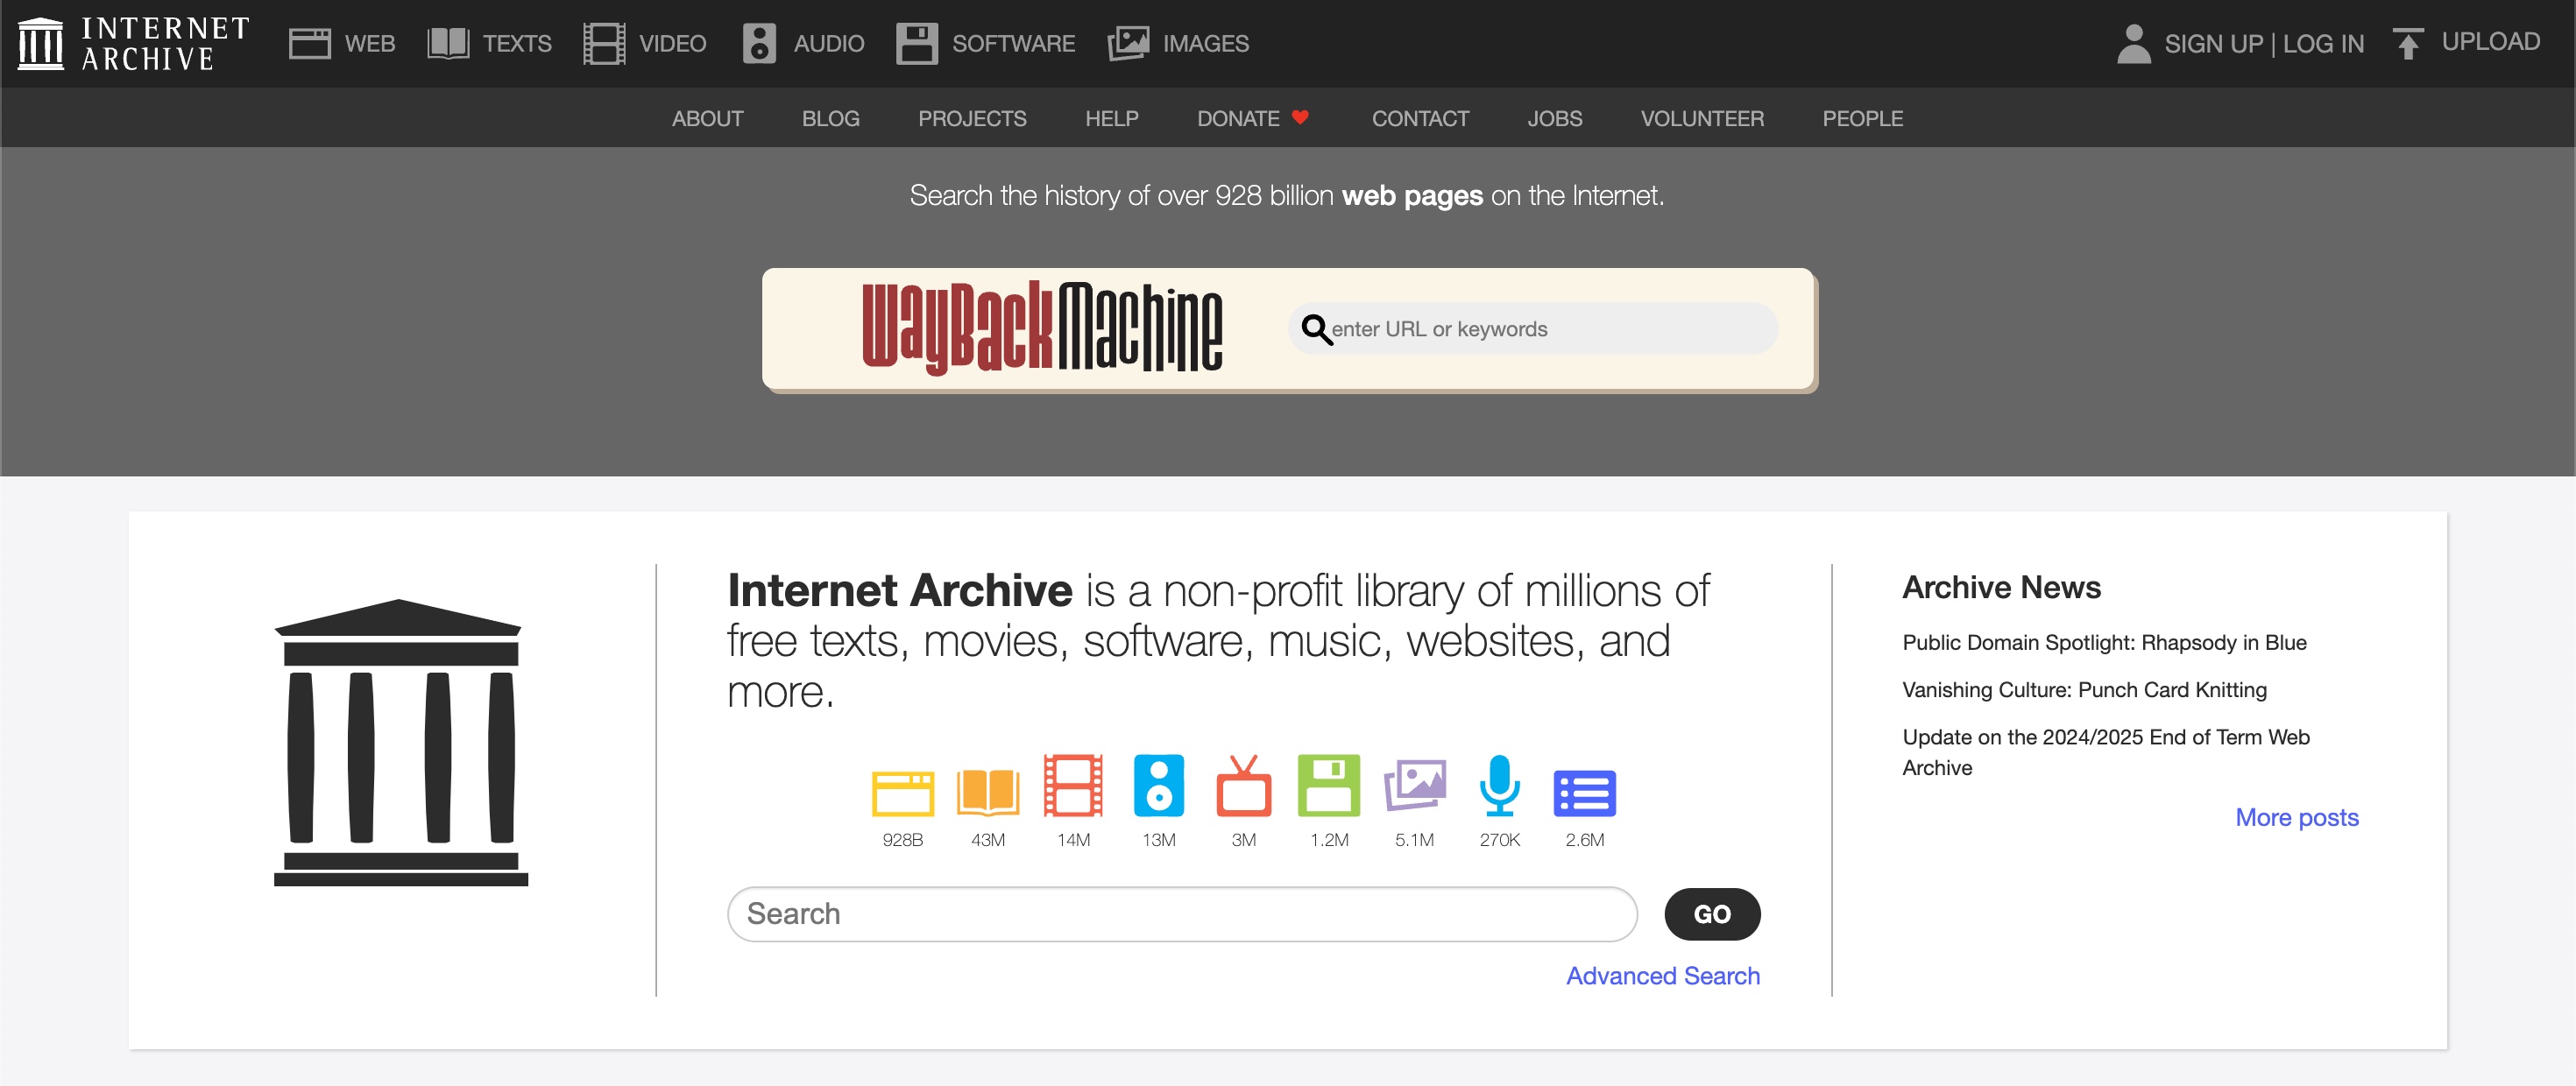 INTERNET
ARCHIVE
WEB TEXTS VIDEO AUDIO SOFTWARE IMAGES SIGN UP | LOG IN UPLOAD
ABOUT BLOG PROJECTS HELP DONATE CONTACT JOBS VOLUNTEER PEOPLE
Search the history of over 928 billion web pages on the Internet.
WayBackMachine enter URL or keywords
Internet Archive is a non-profit library of millions of
free texts, movies, software, music, websites, and
more.
928B 43M 14M 13M 3M 1.2M 5.1M 270K 2.6M
Search GO
Advanced Search
Archive News
Public Domain Spotlight: Rhapsody in Blue
Vanishing Culture: Punch Card Knitting
Update on the 2024/2025 End of Term Web
Archive
More posts